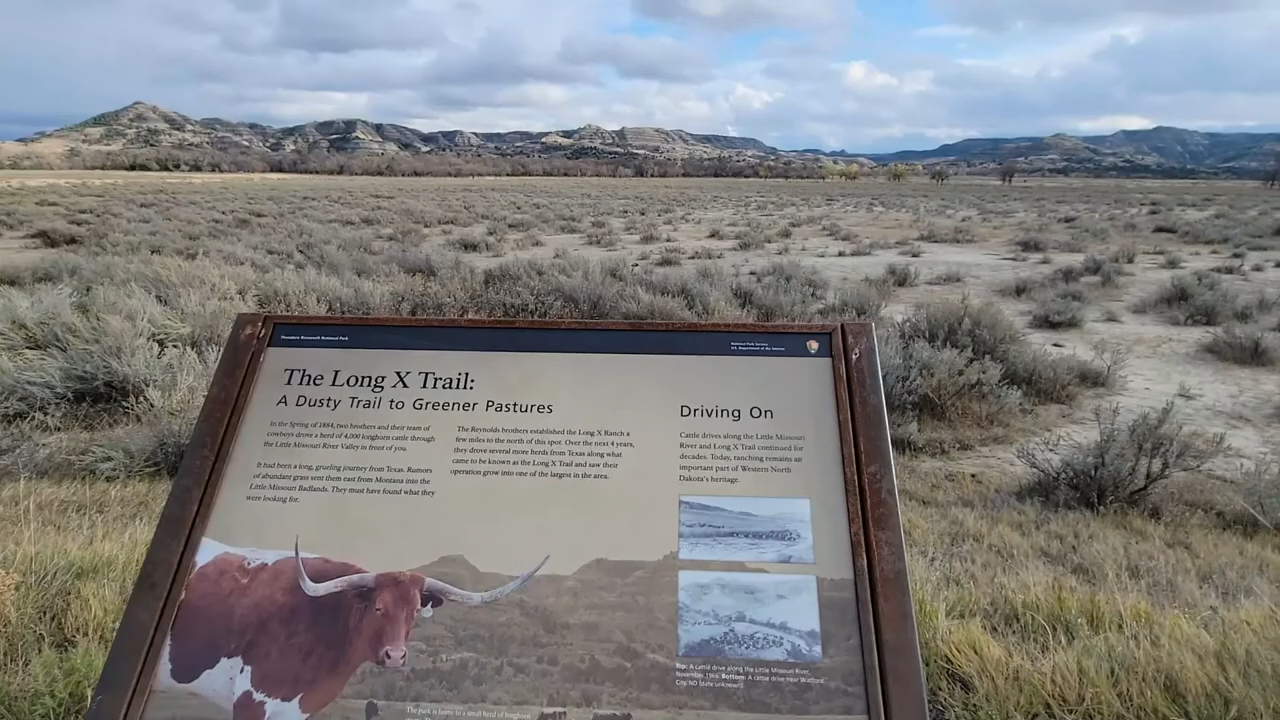 Theodore Roosevelt National Park
National Park Service
U.S. Department of the Interior
The Long X Trail:
A Dusty Trail to Greener Pastures
In the Spring of 1884, two brothers and their team of
cowboys drove a herd of 4,000 longhorn cattle through
the Little Missouri River Valley in front of you.
It had been a long, grueling journey from Texas. Rumors
of abundant grass sent them east from Montana into the
Little Missouri Badlands. They must have found what they
were looking for.
The Reynolds brothers established the Long X Ranch a
few miles to the north of this spot. Over the next 4 years,
they drove several more herds from Texas along what
came to be known as the Long X Trail and saw their
operation grow into one of the largest in the area.
Driving On
Cattle drives along the Little Missouri
River and Long X Trail continued for
decades. Today, ranching remains an
important part of Western North
Dakota's heritage.
Top: A cattle drive along the Little Missouri River,
November 1966. Bottom: A cattle drive near Watford
City, ND (date unknown).
The park is home to a small herd of longhorn